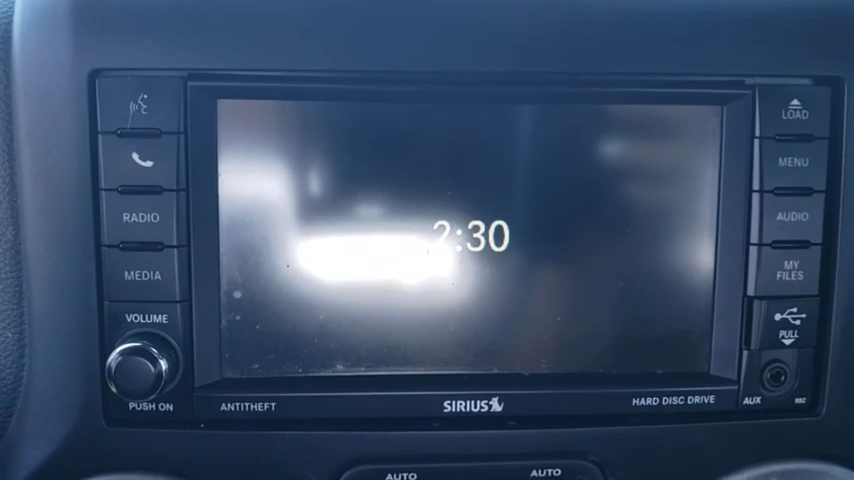 LOAD
MENU
RADIO
AUDIO
2:30
MEDIA
MY
FILES
VOLUME
PULL
PUSH ON
ANTITHEFT
SIRIUS
HARD DISC DRIVE
AUX
AUTO
AUTO